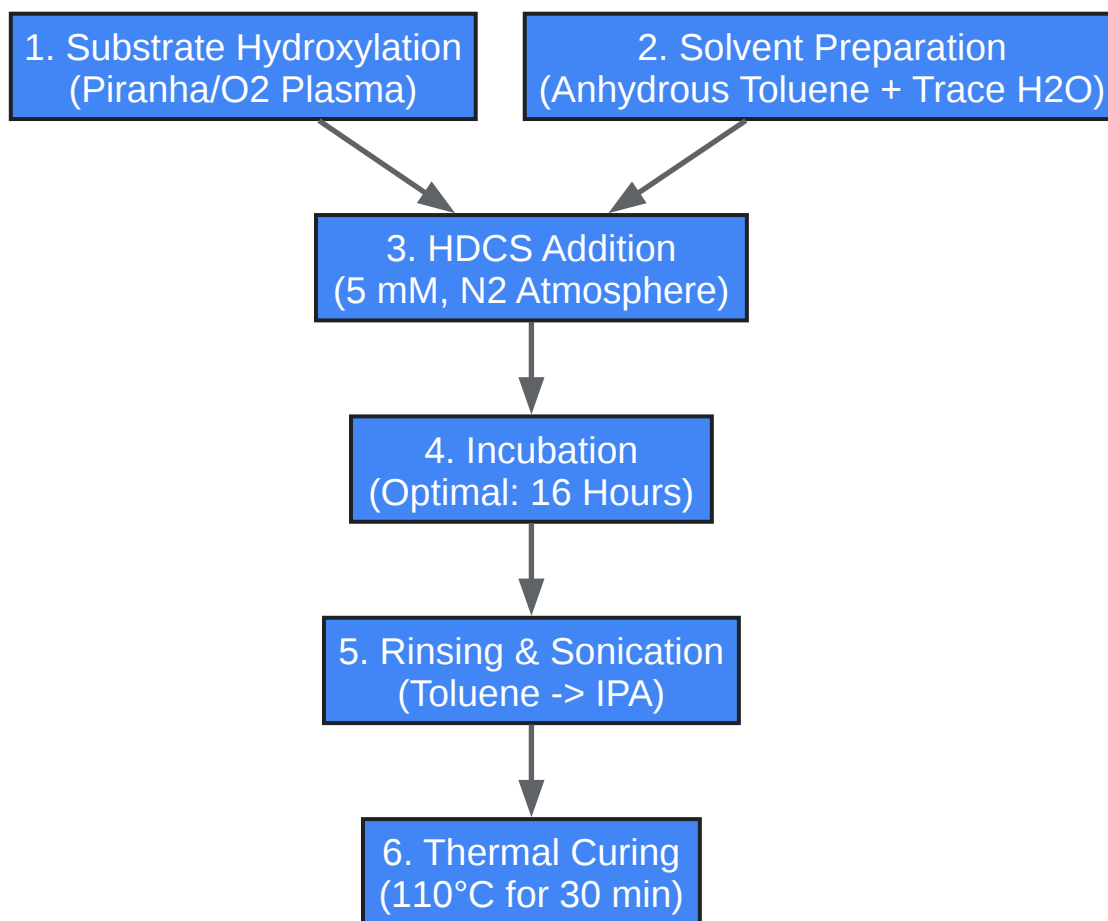 1. Substrate Hydroxylation
(Piranha/O2 Plasma)
2. Solvent Preparation
(Anhydrous Toluene + Trace H2O)
3. HDCS Addition
(5 mM, N2 Atmosphere)
4. Incubation
(Optimal: 16 Hours)
5. Rinsing & Sonication
(Toluene -> IPA)
6. Thermal Curing
(110°C for 30 min)